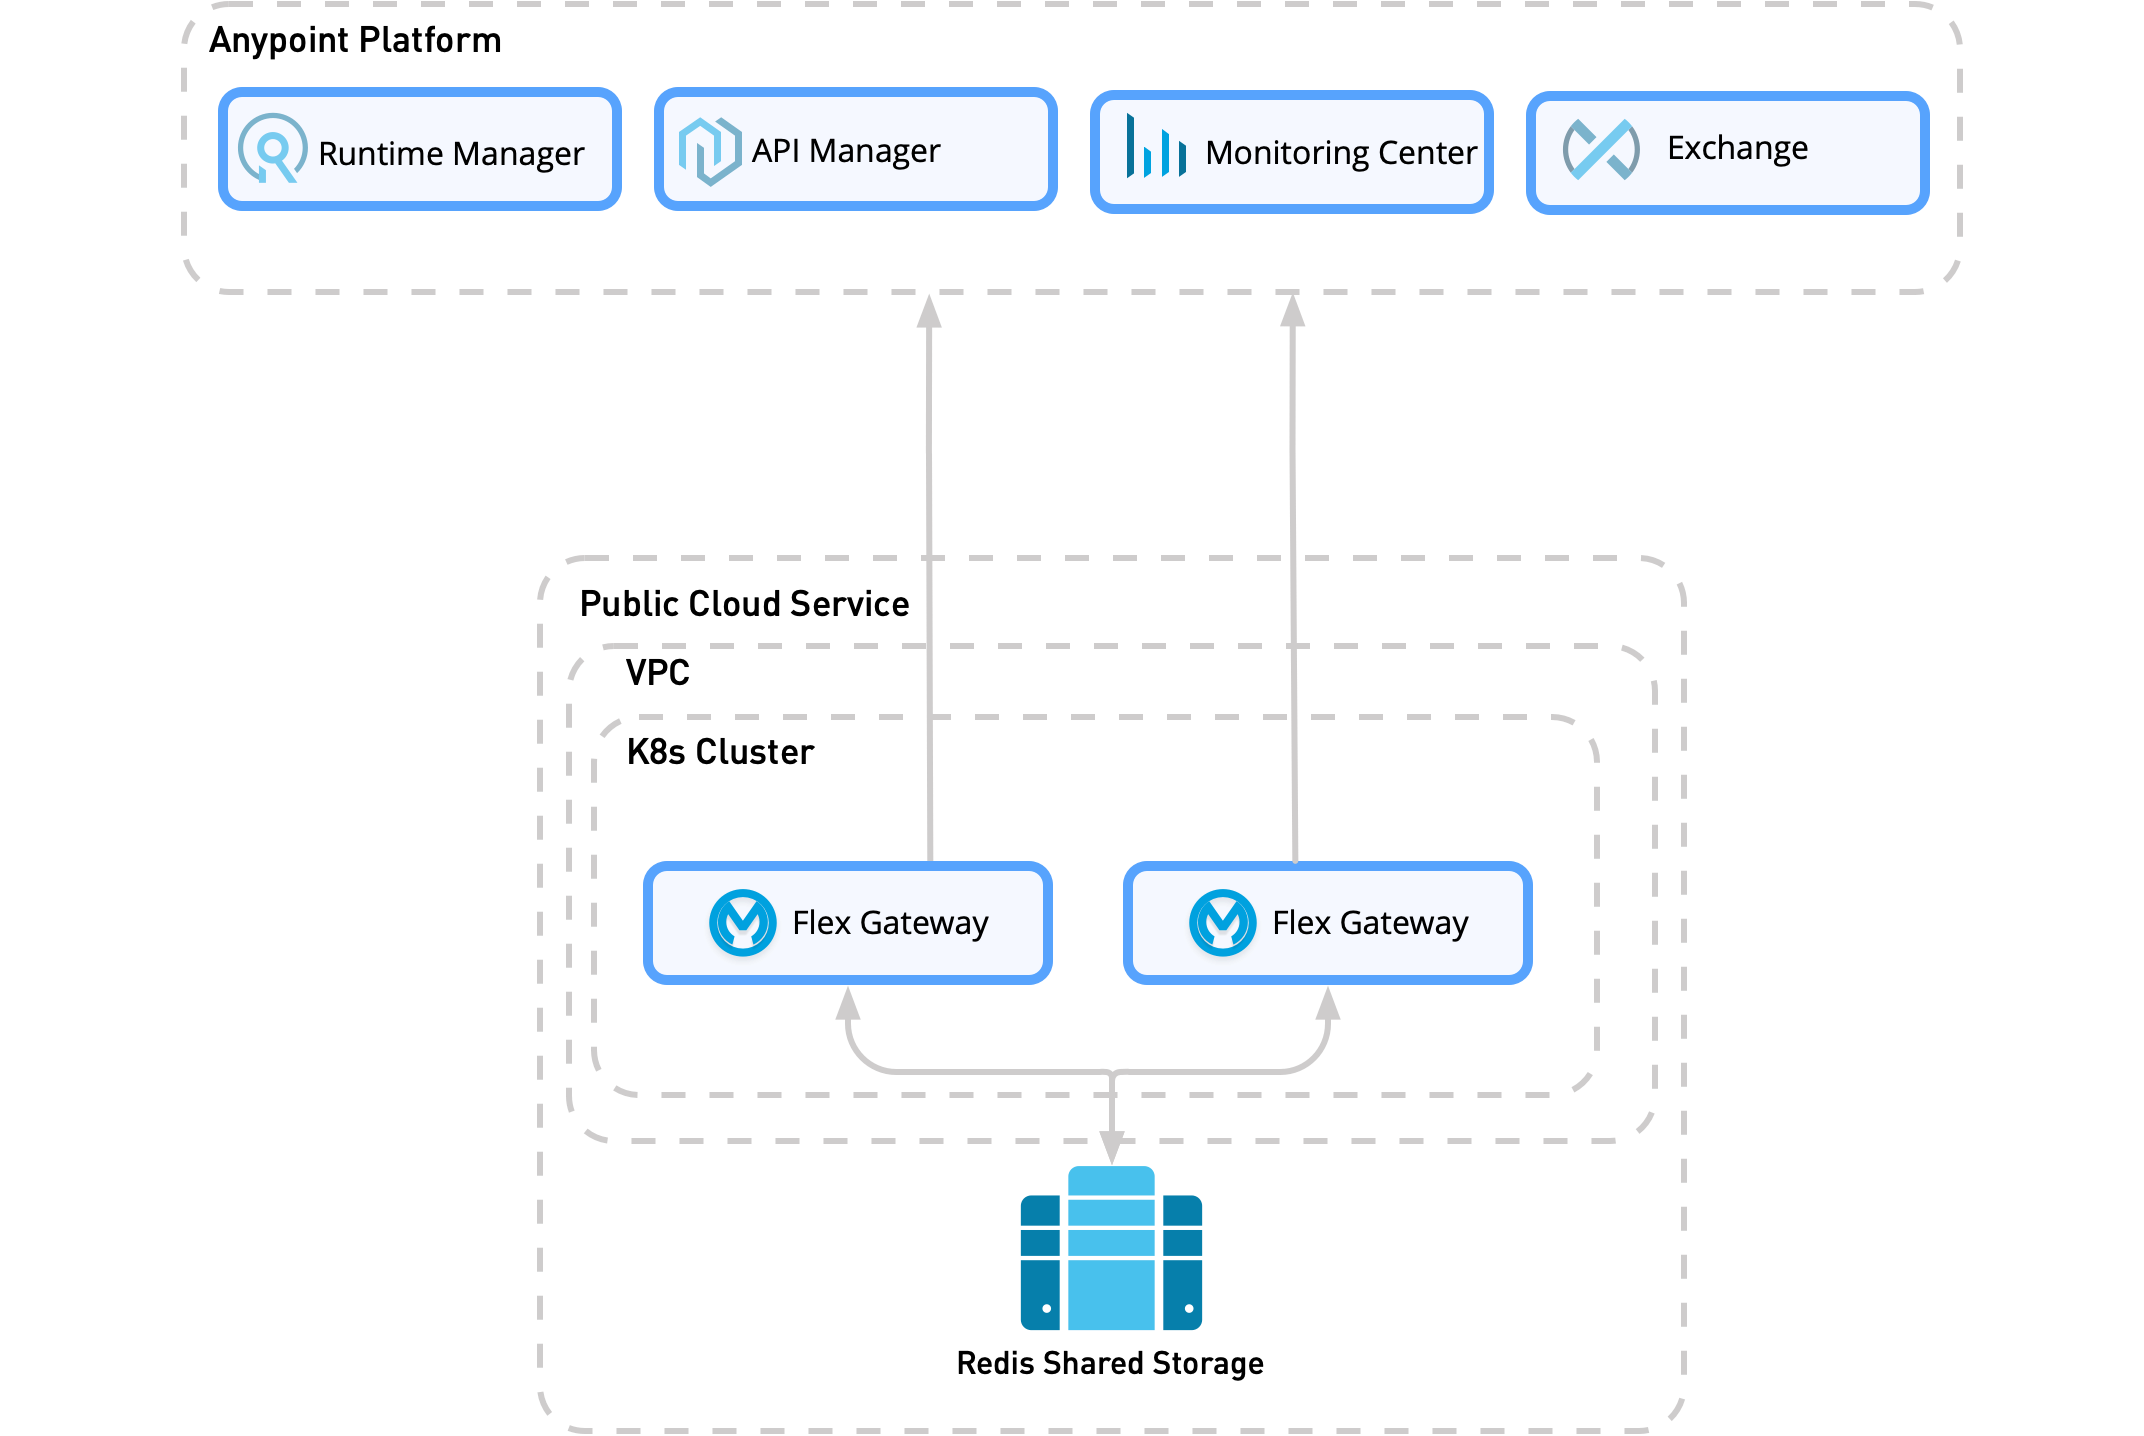 Anypoint Platform
Runtime Manager
API Manager
Monitoring Center
Exchange
Public Cloud Service
VPC
K8s Cluster
Flex Gateway
Flex Gateway
Redis Shared Storage